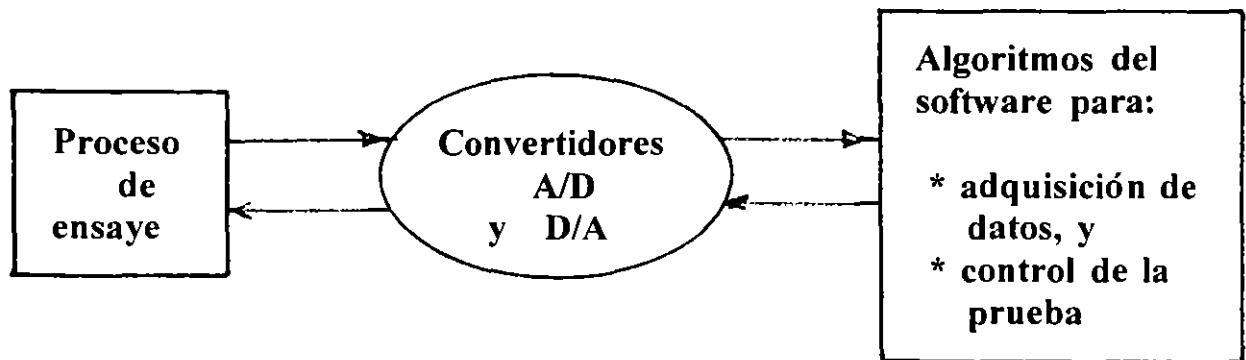 Proceso
de
ensaye
Convertidores
A/D
y D/A
Algoritmos del
software para:
* adquisición de
datos, y
* control de la
prueba